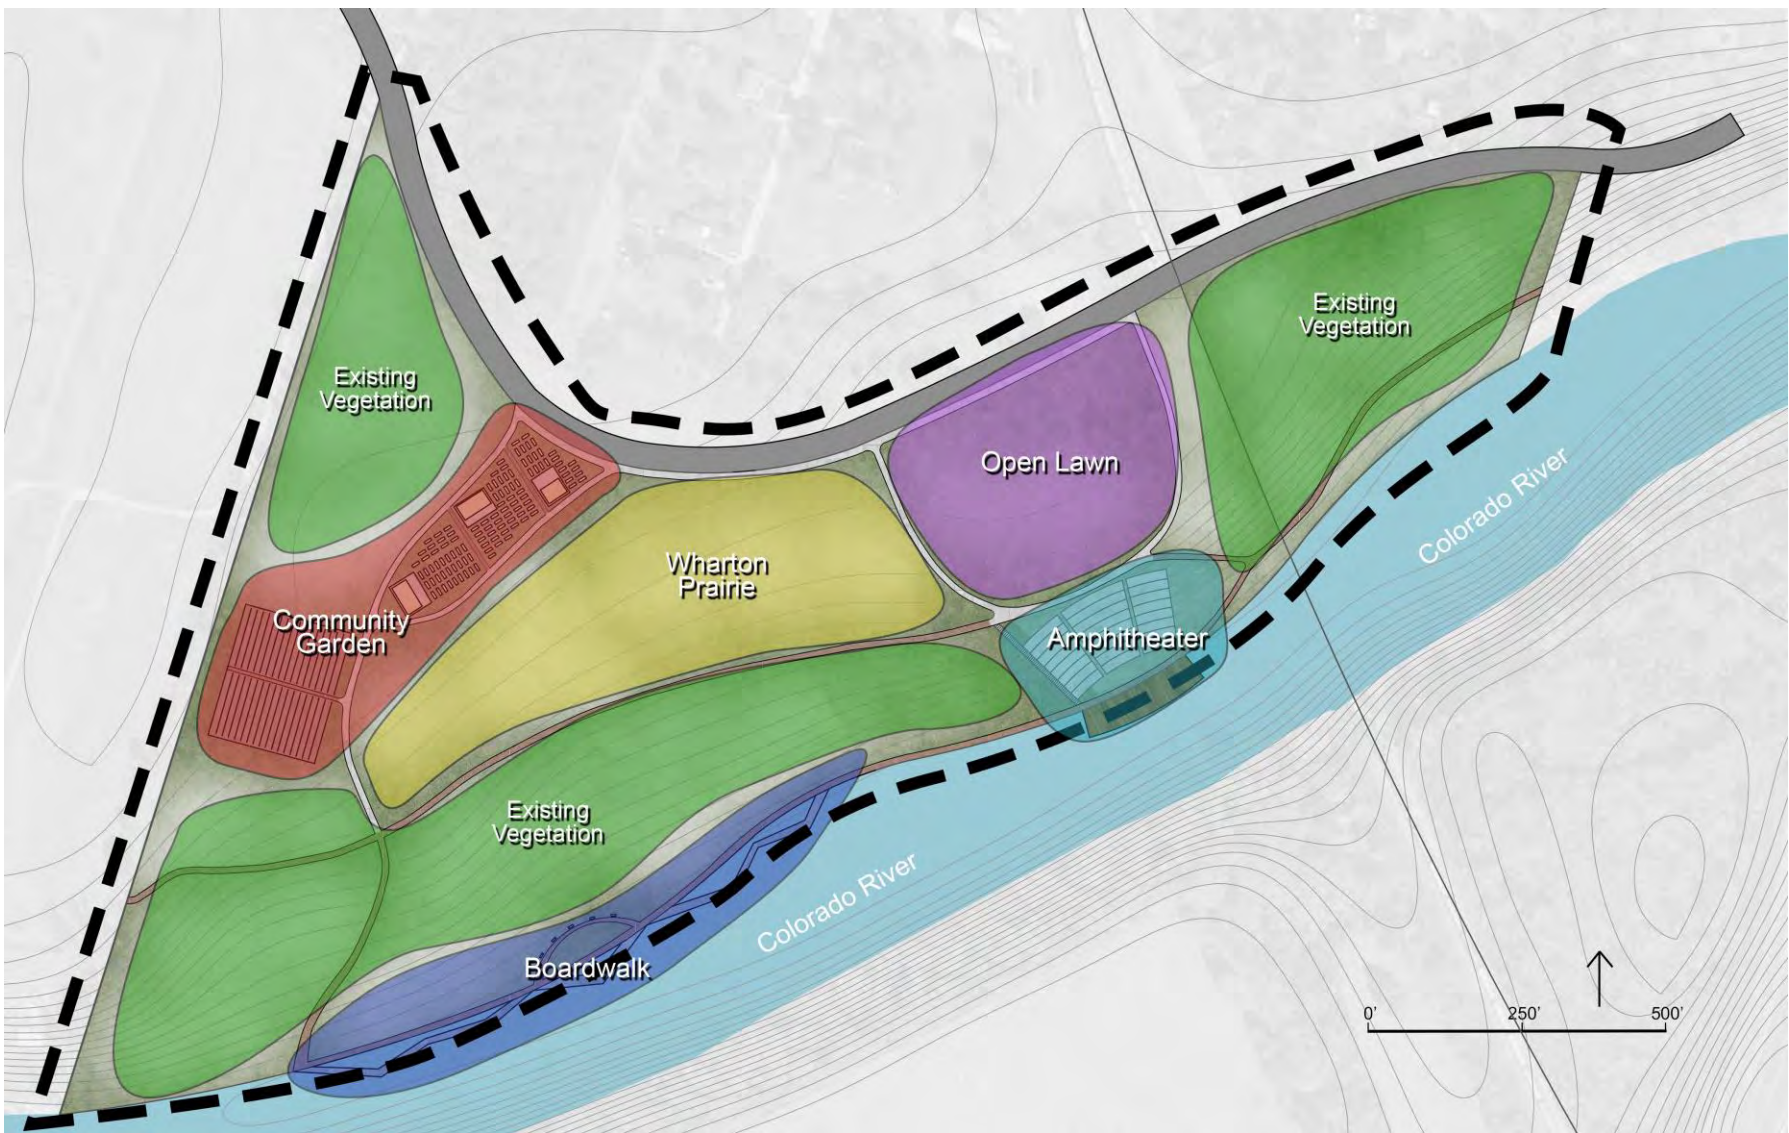 Existing
Vegetation
Existing
Vegetation
Open Lawn
Wharton
Prairie
Colorado River
Community
Garden
Amphitheater
Existing
Vegetation
Colorado River
Boardwalk
0' 250' 500'